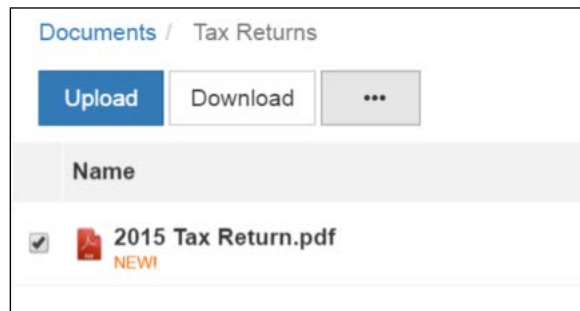 Documents / Tax Returns
Upload Download •••
Name
2015 Tax Return.pdf
NEW!